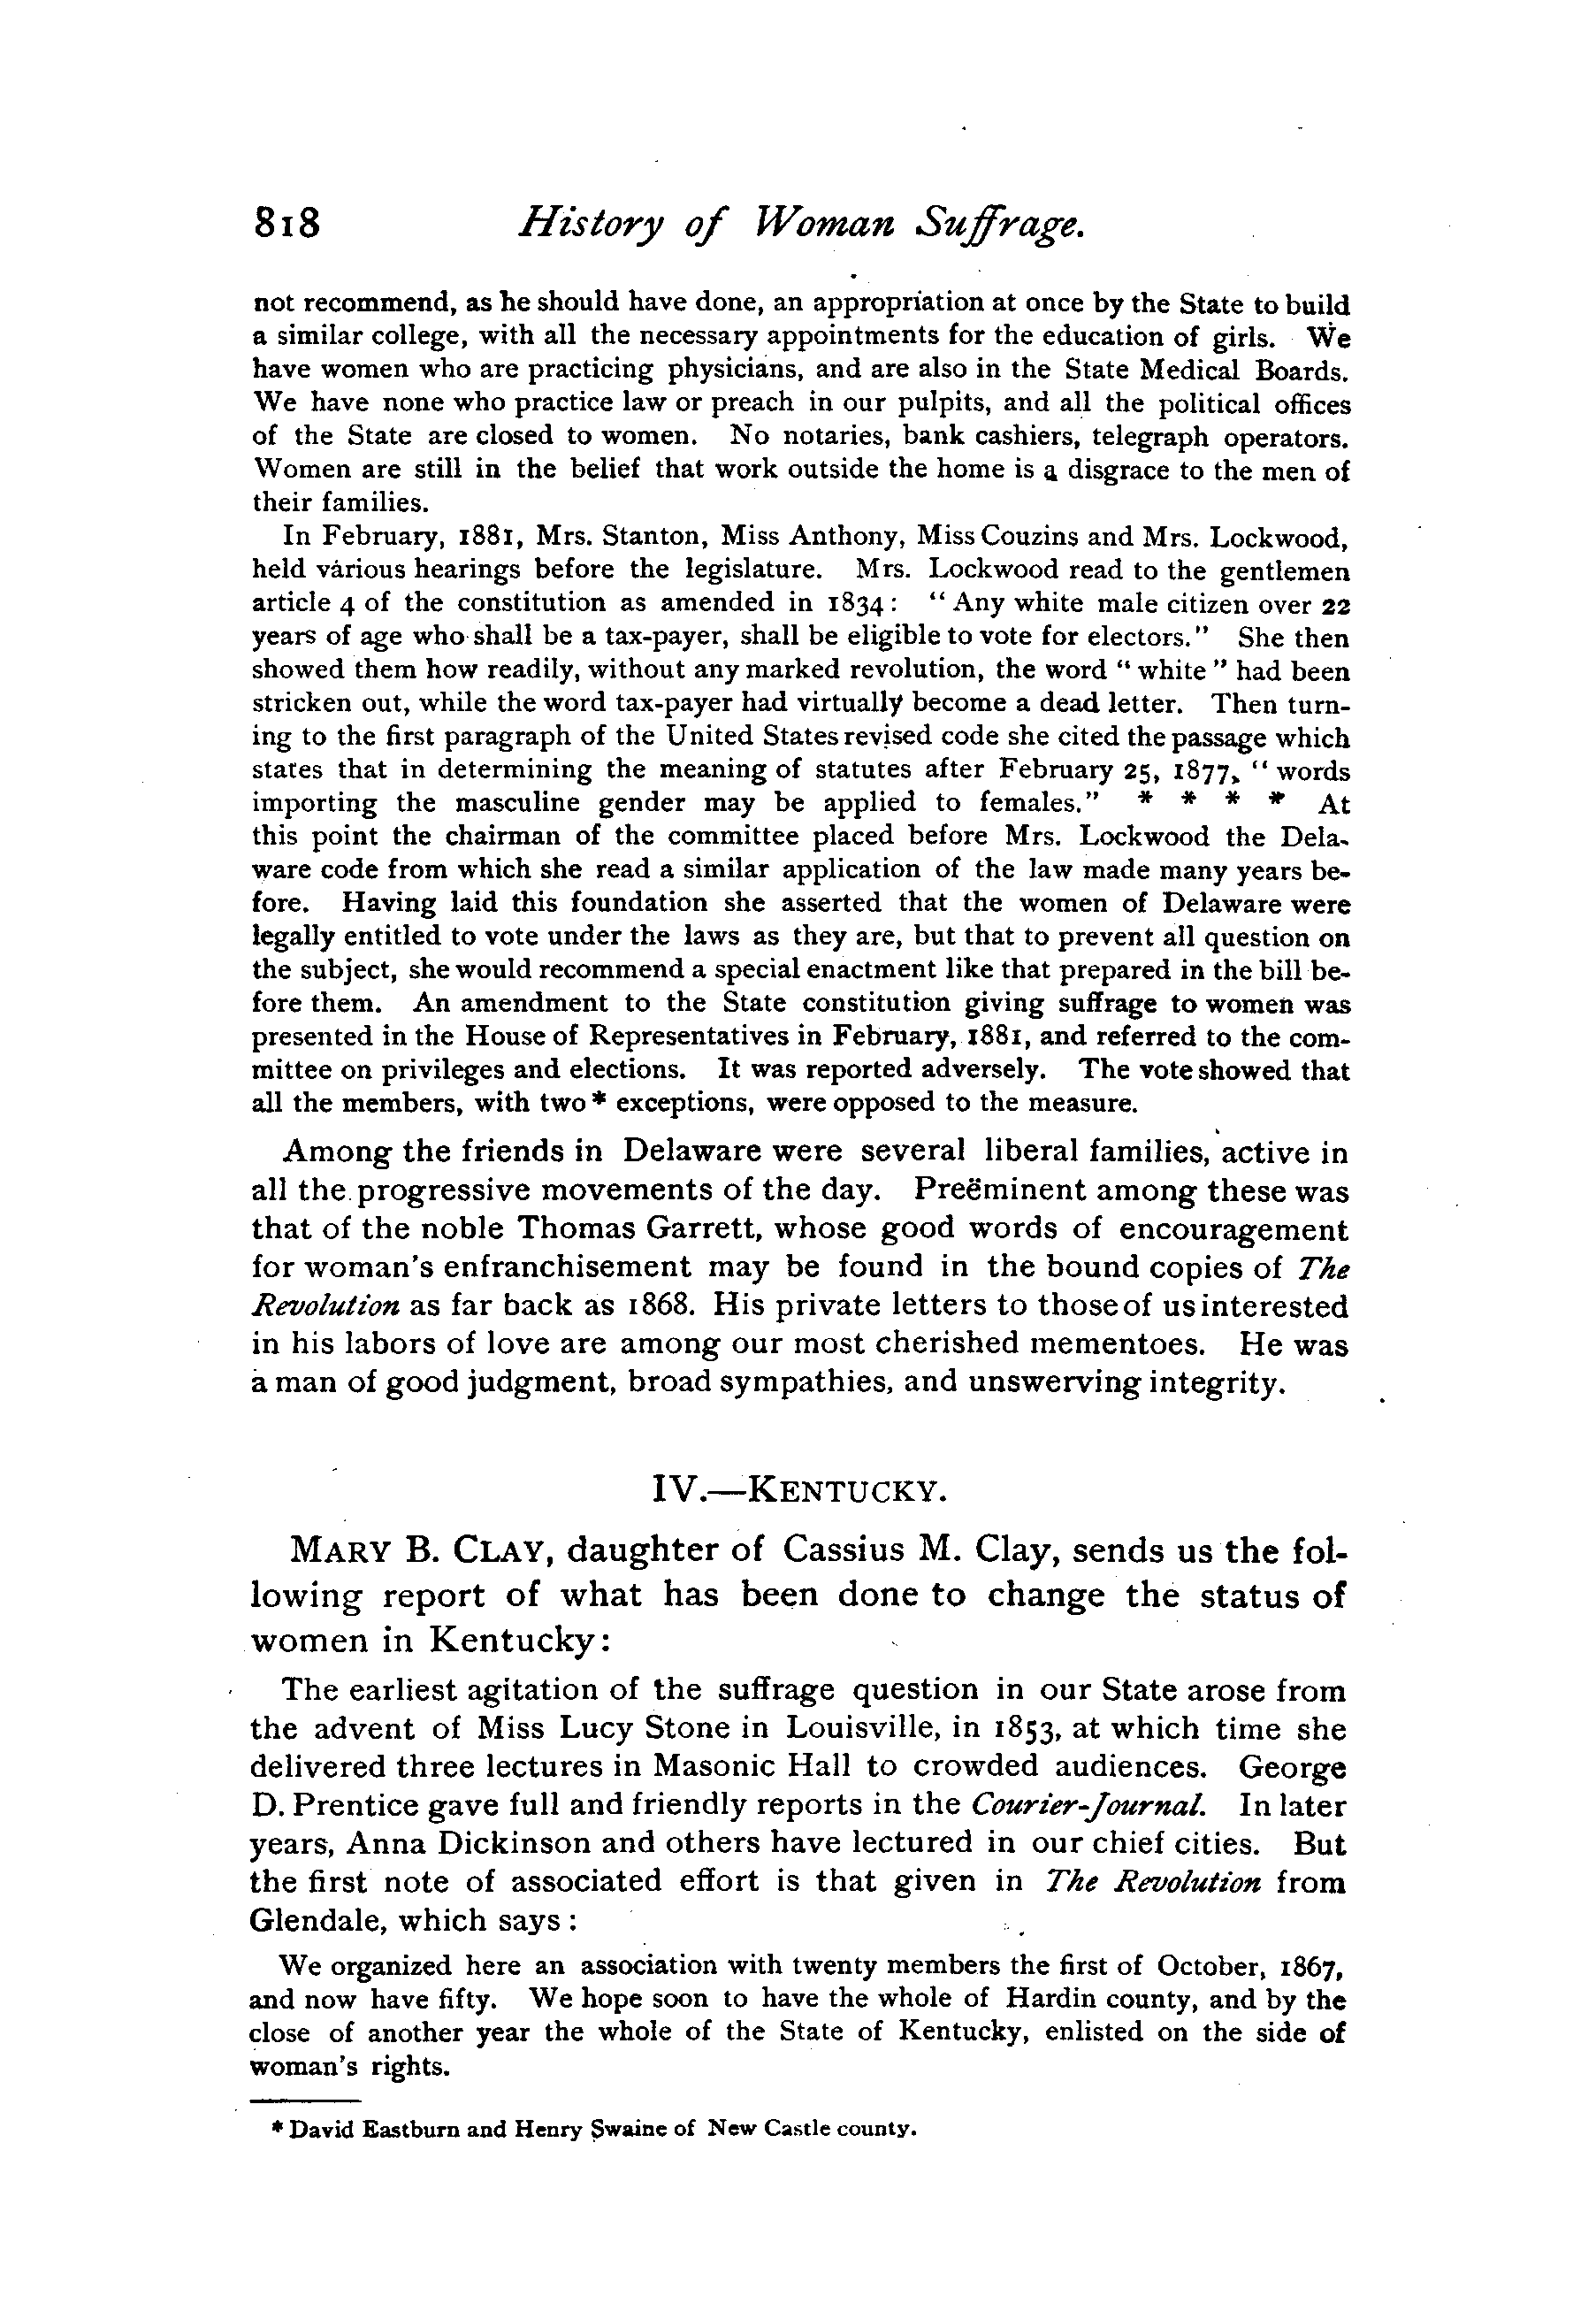 818 History of Woman Suffrage.
not recommend, as he should have done, an appropriation at once by the State to build
a similar college, with all the necessary appointments for the education of girls. We
have women who are practicing physicians, and are also in the State Medical Boards.
We have none who practice law or preach in our pulpits, and all the political offices
of the State are closed to women. No notaries, bank cashiers, telegraph operators.
Women are still in the belief that work outside the home is a disgrace to the men of
their families.
In February, 1881, Mrs. Stanton, Miss Anthony, Miss Couzins and Mrs. Lockwood,
held various hearings before the legislature. Mrs. Lockwood read to the gentlemen
article 4 of the constitution as amended in 1834: “Any white male citizen over 22
years of age who shall be a tax-payer, shall be eligible to vote for electors.” She then
showed them how readily, without any marked revolution, the word “white” had been
stricken out, while the word tax-payer had virtually become a dead letter. Then turn-
ing to the first paragraph of the United States revised code she cited the passage which
states that in determining the meaning of statutes after February 25, 1877, “words
importing the masculine gender may be applied to females.” * * * * At
this point the chairman of the committee placed before Mrs. Lockwood the Dela-
ware code from which she read a similar application of the law made many years be-
fore. Having laid this foundation she asserted that the women of Delaware were
legally entitled to vote under the laws as they are, but that to prevent all question on
the subject, she would recommend a special enactment like that prepared in the bill be-
fore them. An amendment to the State constitution giving suffrage to women was
presented in the House of Representatives in February, 1881, and referred to the com-
mittee on privileges and elections. It was reported adversely. The vote showed that
all the members, with two* exceptions, were opposed to the measure.
Among the friends in Delaware were several liberal families, active in
all the progressive movements of the day. Preëminent among these was
that of the noble Thomas Garrett, whose good words of encouragement
for woman's enfranchisement may be found in the bound copies of The
Revolution as far back as 1868. His private letters to those of us interested
in his labors of love are among our most cherished mementoes. He was
a man of good judgment, broad sympathies, and unswerving integrity.
IV.—KENTUCKY.
MARY B. CLAY, daughter of Cassius M. Clay, sends us the fol-
lowing report of what has been done to change the status of
women in Kentucky:
The earliest agitation of the suffrage question in our State arose from
the advent of Miss Lucy Stone in Louisville, in 1853, at which time she
delivered three lectures in Masonic Hall to crowded audiences. George
D. Prentice gave full and friendly reports in the Courier-Journal. In later
years, Anna Dickinson and others have lectured in our chief cities. But
the first note of associated effort is that given in The Revolution from
Glendale, which says:
We organized here an association with twenty members the first of October, 1867,
and now have fifty. We hope soon to have the whole of Hardin county, and by the
close of another year the whole of the State of Kentucky, enlisted on the side of
woman's rights.
* David Eastburn and Henry Swaine of New Castle county.